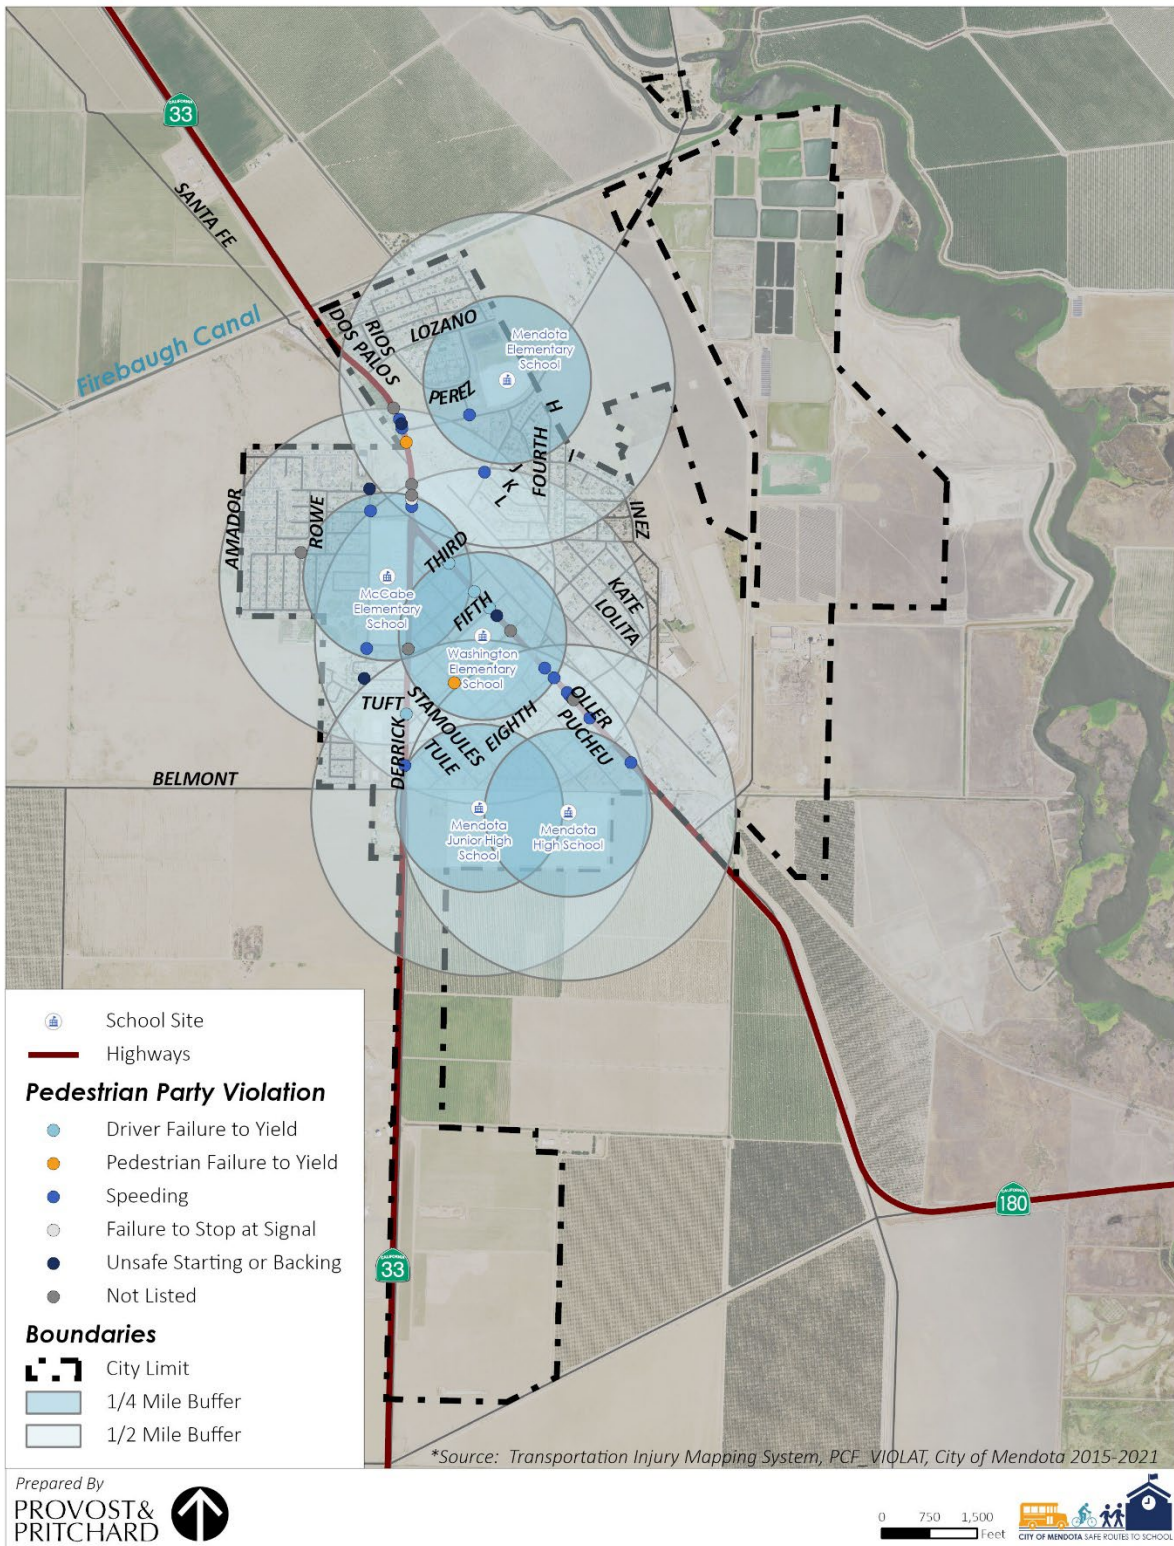 CALIFORNIA
33
SANTA FE
Firebaugh Canal
RIOS
DOS PALOS
LOZANO
Mendota
Elementary
School
PEREZ
H
FOURTH
I
J
K
L
INEZ
AMADOR
ROWE
THIRD
McCabe
Elementary
School
FIFTH
KATE
LOLITA
Washington
Elementary
School
TUFT
STAMOULES
TULE
EIGHTH
OLLER
PUCHEU
DERRICK
BELMONT
Mendota
Junior High
School
Mendota
High School
CALIFORNIA
180
CALIFORNIA
33
School Site
Highways
Pedestrian Party Violation
Driver Failure to Yield
Pedestrian Failure to Yield
Speeding
Failure to Stop at Signal
Unsafe Starting or Backing
Not Listed
Boundaries
City Limit
1/4 Mile Buffer
1/2 Mile Buffer
*Source: Transportation Injury Mapping System, PCF_VIOLAT, City of Mendota 2015-2021
Prepared By
PROVOST&
PRITCHARD
0 750 1,500
Feet
CITY OF MENDOTA SAFE ROUTES TO SCHOOL